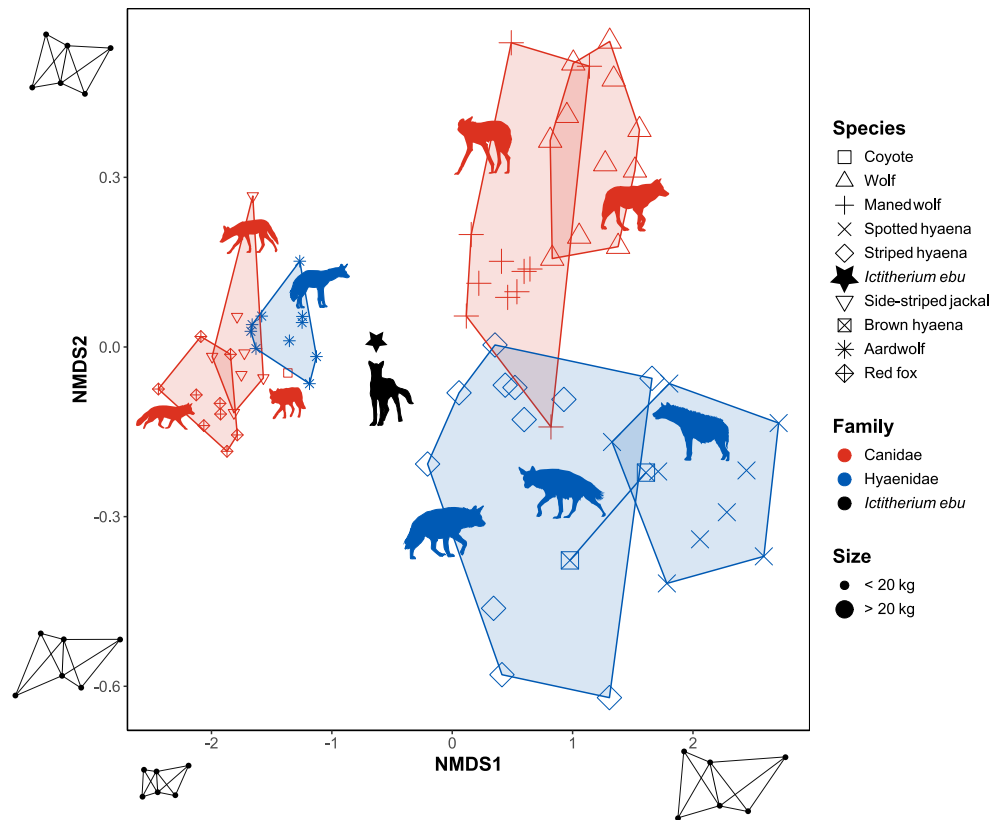 0.3
0.0
-0.3
-0.6
NMDS2
-2
-1
0
1
2
NMDS1
Species
Coyote
Wolf
Maned wolf
Spotted hyaena
Striped hyaena
Ictitherium ebu
Side-striped jackal
Brown hyaena
Aardwolf
Red fox
Family
Canidae
Hyaenidae
Ictitherium ebu
Size
< 20 kg
> 20 kg